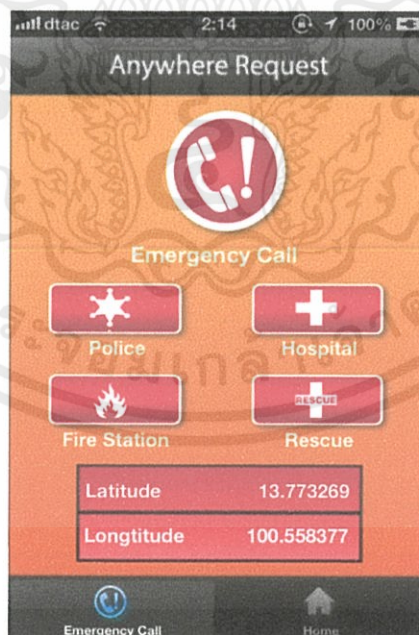 dtac 2:14 100%
Anywhere Request
Emergency Call
Police Hospital
RESCUE
Fire Station Rescue
Latitude 13.773269
Longtitude 100.558377
Emergency Call Home